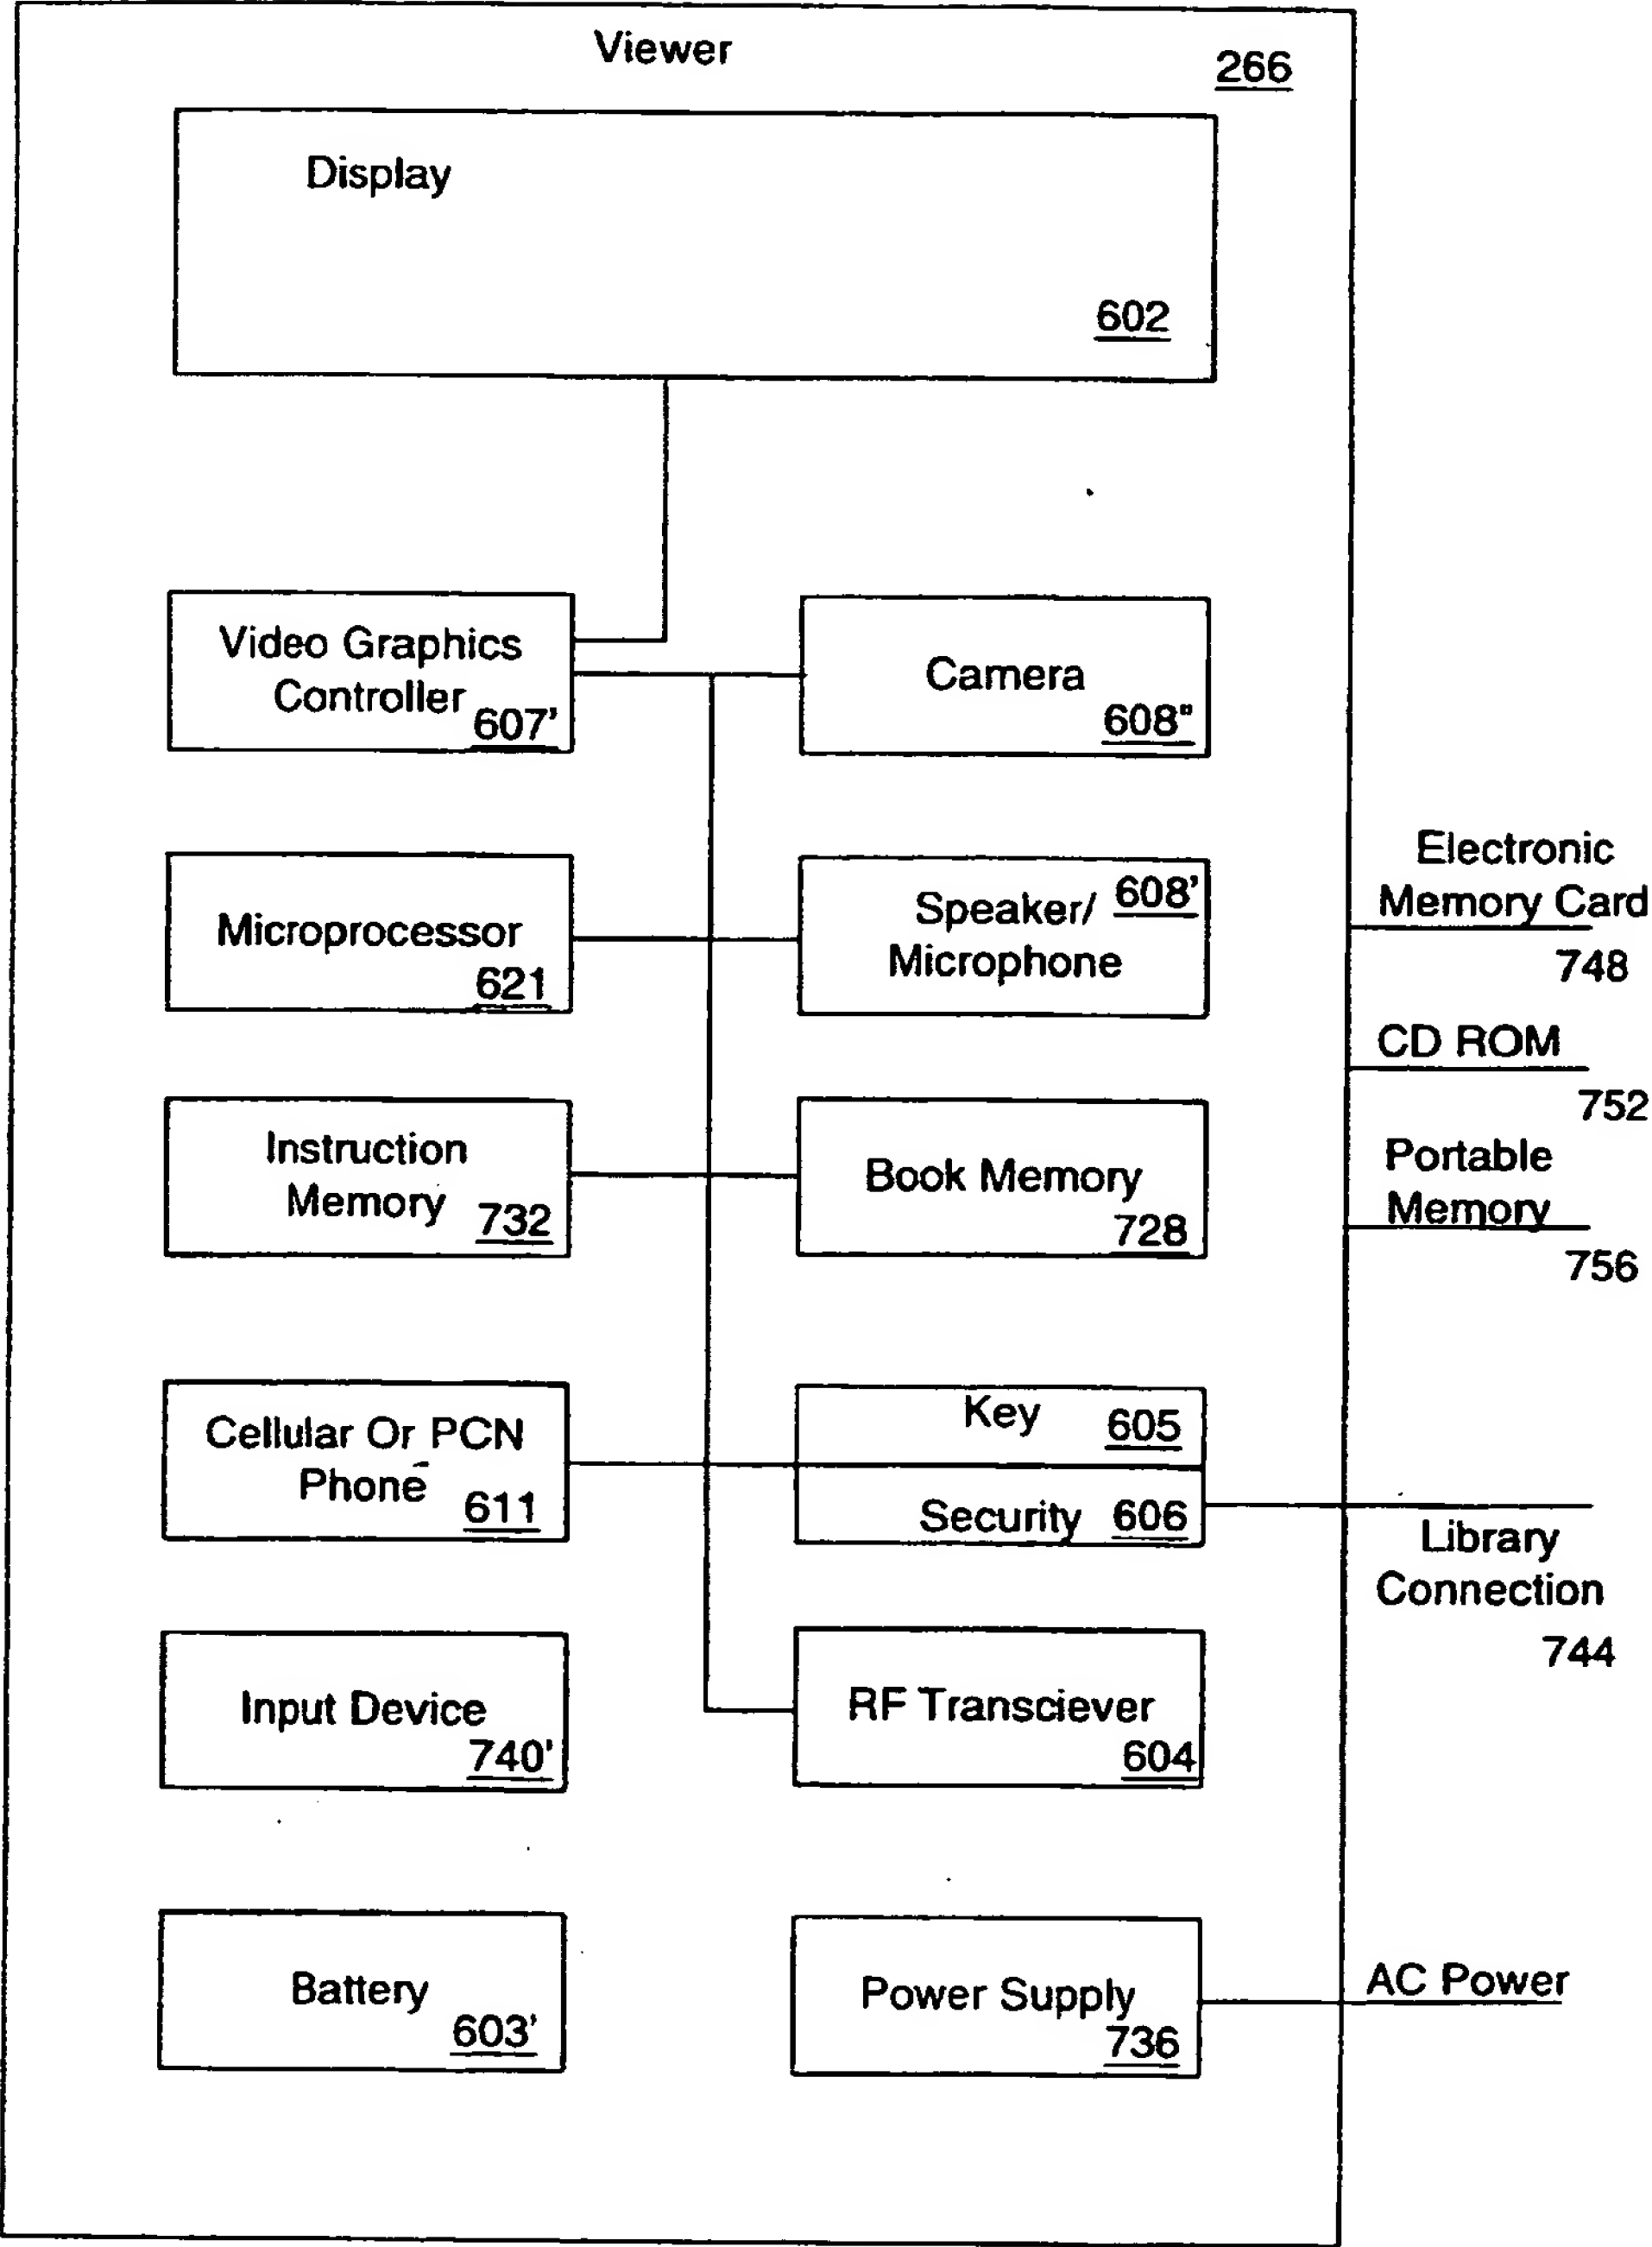 Viewer
266
Display
602
Video Graphics
Controller
607'
Camera
608"
Microprocessor
621
Speaker/
608'
Microphone
Electronic
Memory Card
748
CD ROM
752
Instruction
Memory
732
Book Memory
728
Portable
Memory
756
Cellular Or PCN
Phone
611
Key
605
Security
606
Library
Connection
744
Input Device
740'
RF Transciever
604
Battery
603'
Power Supply
736
AC Power